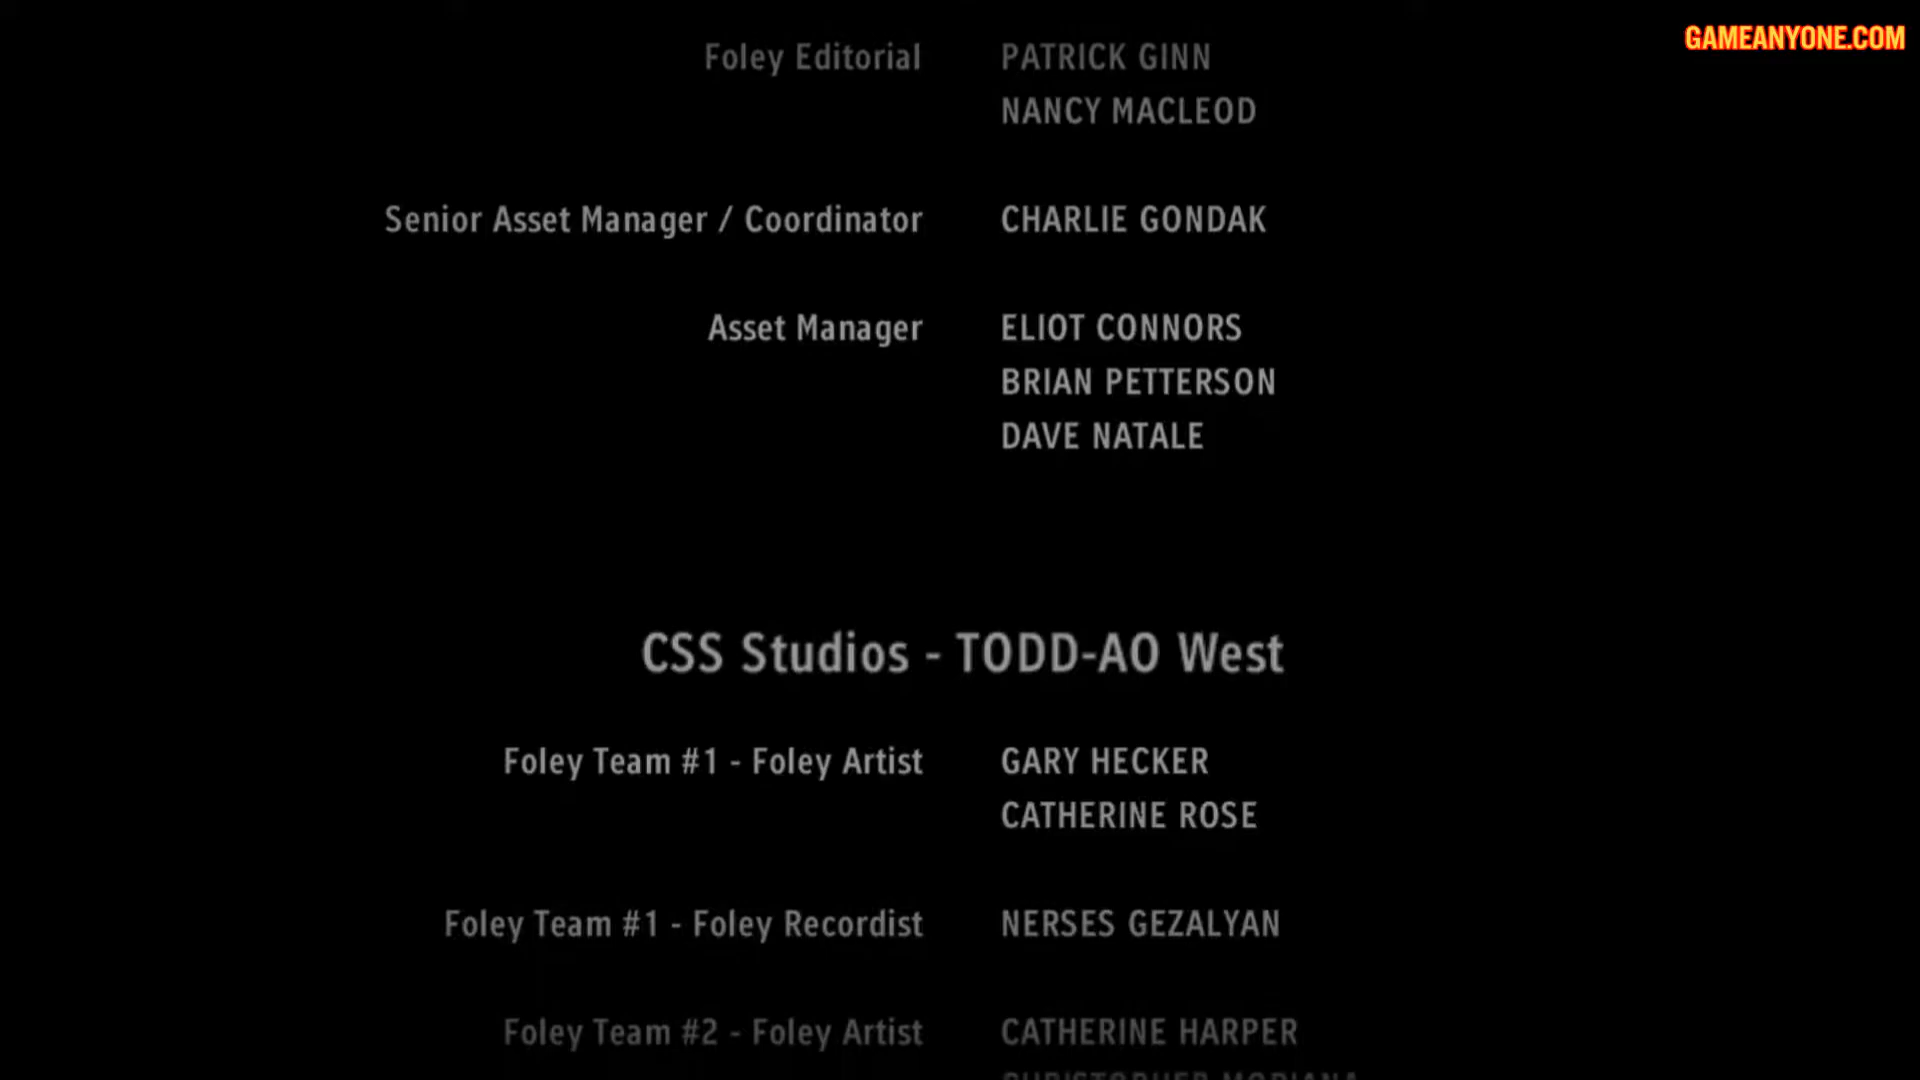 GAMEANYONE.COM
Foley Editorial PATRICK GINN
NANCY MACLEOD
Senior Asset Manager / Coordinator CHARLIE GONDAK
Asset Manager ELIOT CONNORS
BRIAN PETTERSON
DAVE NATALE
CSS Studios - TODD-AO West
Foley Team #1 - Foley Artist GARY HECKER
CATHERINE ROSE
Foley Team #1 - Foley Recordist NERSES GEZALYAN
Foley Team #2 - Foley Artist CATHERINE HARPER